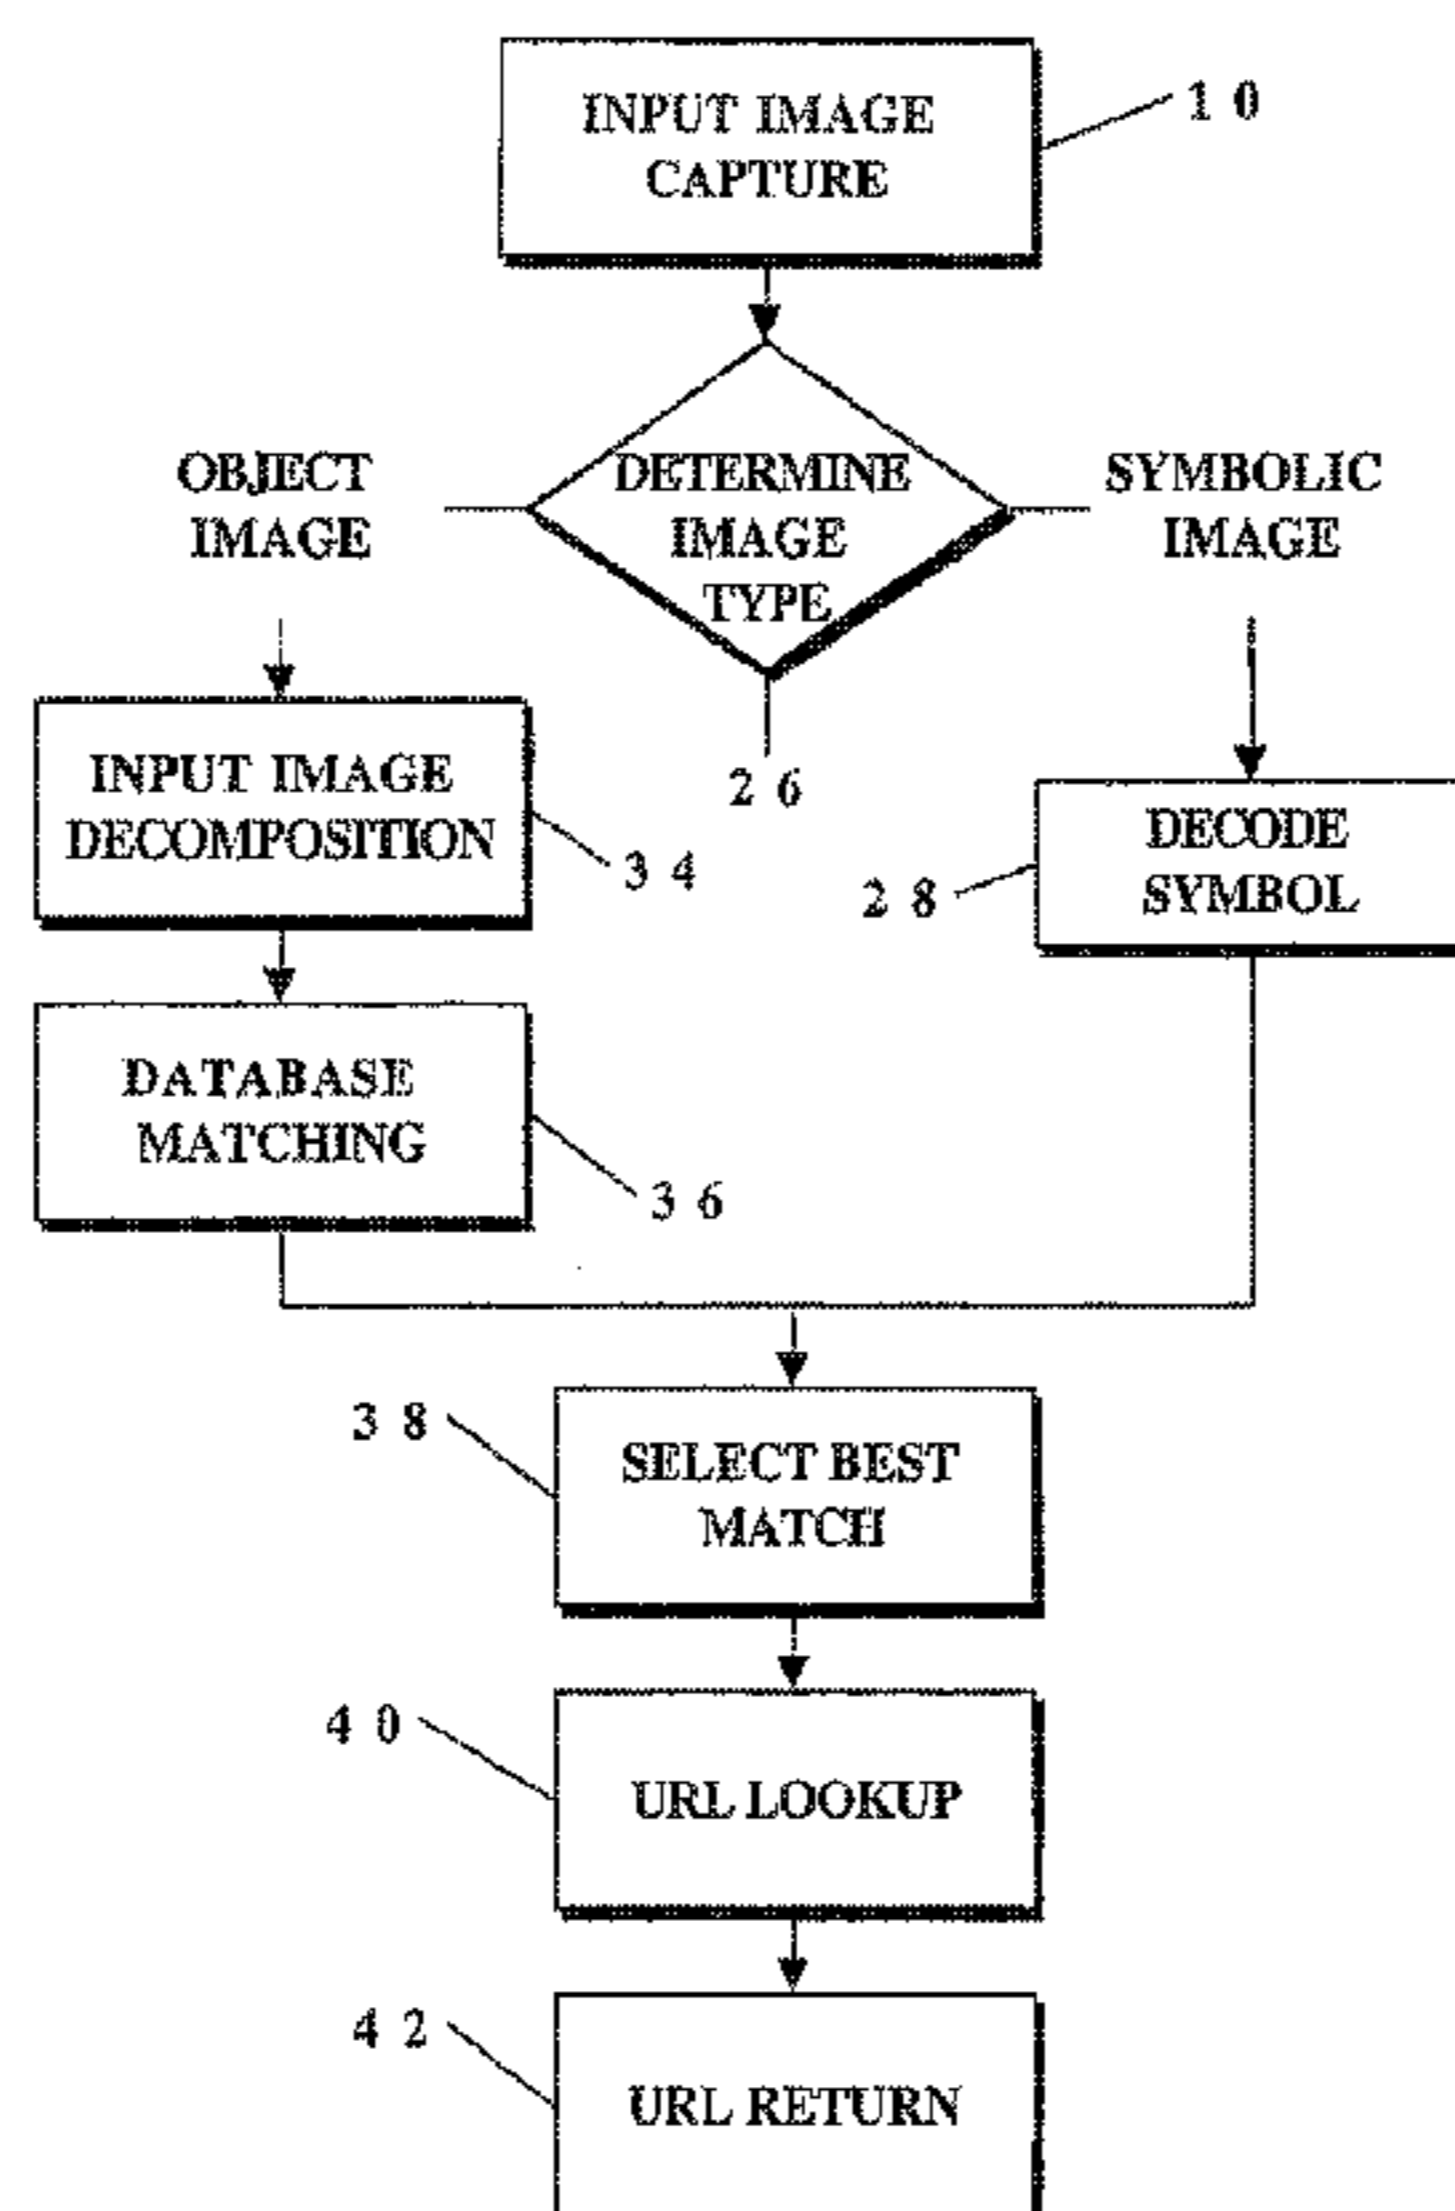 INPUT IMAGE
CAPTURE
1 0
OBJECT
IMAGE
DETERMINE
IMAGE
TYPE
SYMBOLIC
IMAGE
2 6
INPUT IMAGE
DECOMPOSITION
3 4
DECODE
SYMBOL
2 8
DATABASE
MATCHING
3 6
3 8
SELECT BEST
MATCH
4 0
URL LOOKUP
4 2
URL RETURN